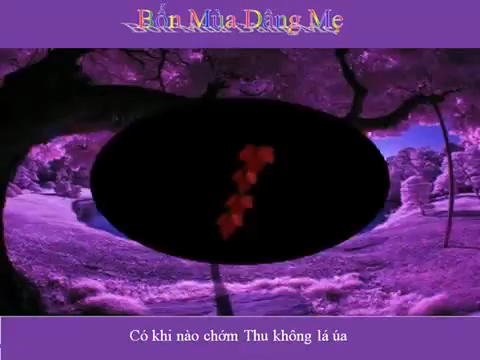 Bốn Mùa Dâng Mẹ
Có khi nào chớm Thu không lá úa